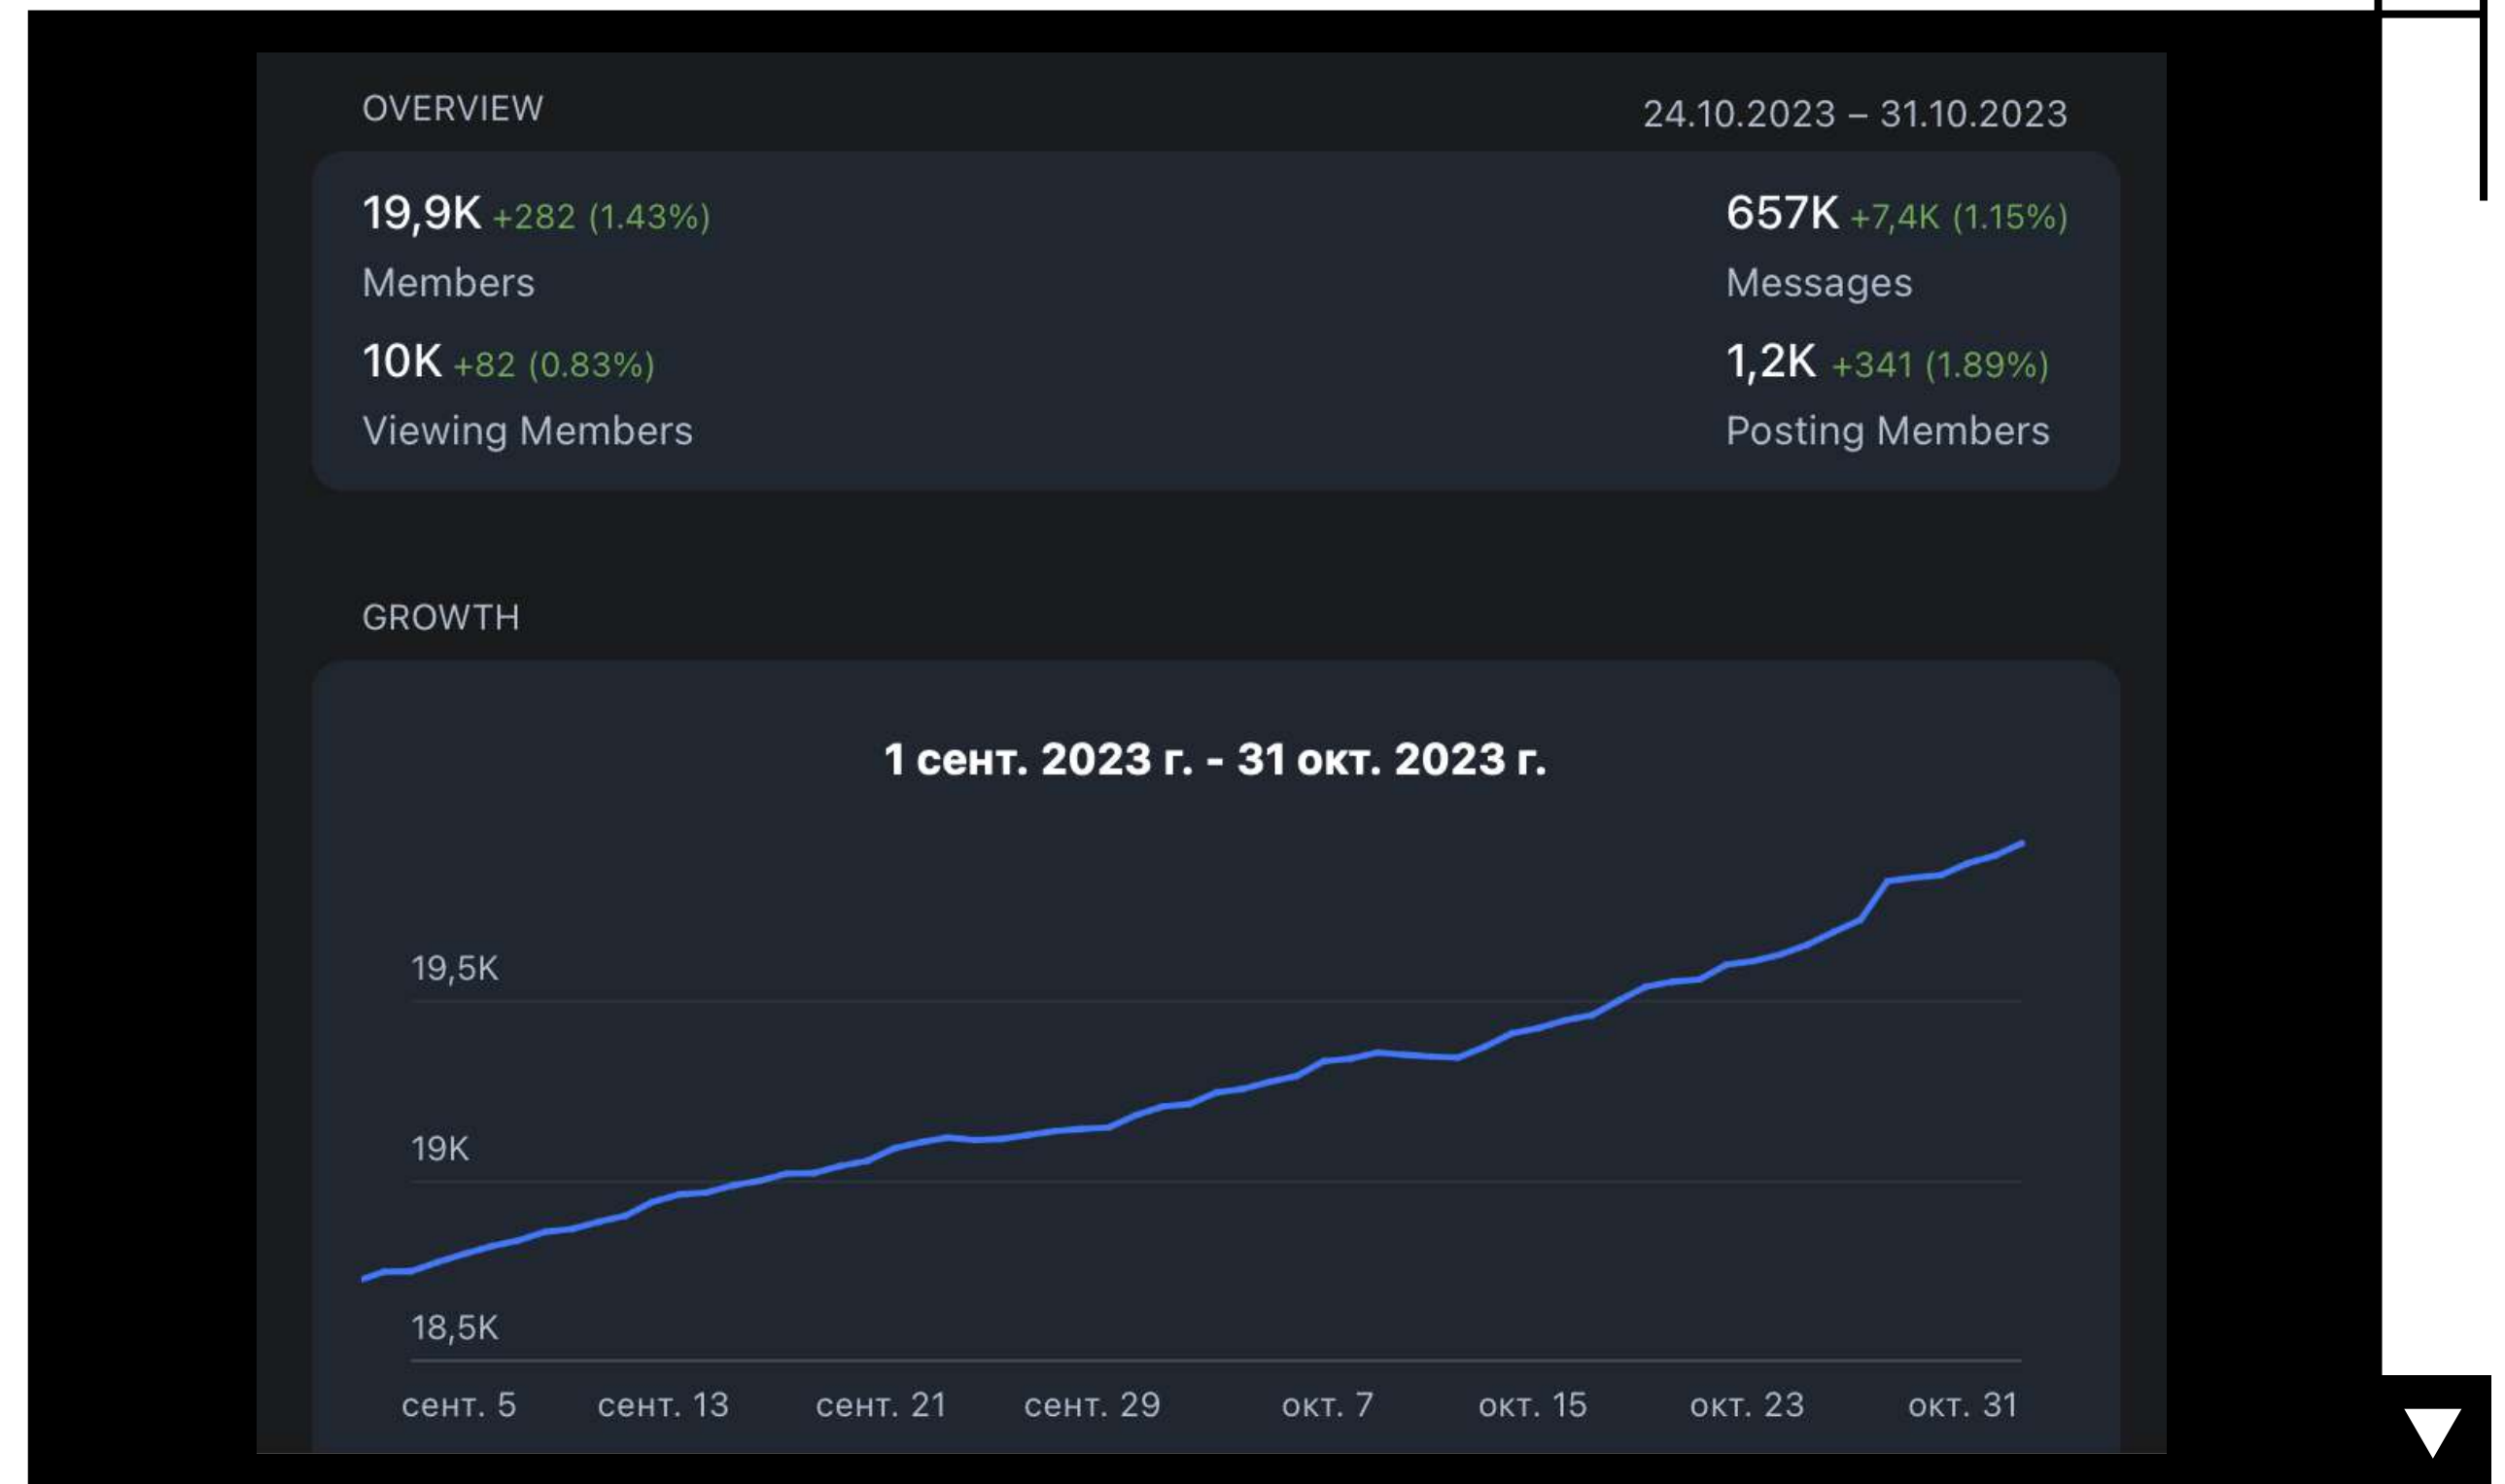 OVERVIEW
24.10.2023 – 31.10.2023
19,9K +282 (1.43%)
657K +7,4K (1.15%)
Members
Messages
10K +82 (0.83%)
1,2K +341 (1.89%)
Viewing Members
Posting Members
GROWTH
1 сент. 2023 г. - 31 окт. 2023 г.
19,5K
19K
18,5K
сент. 5 сент. 13 сент. 21 сент. 29 окт. 7 окт. 15 окт. 23 окт. 31